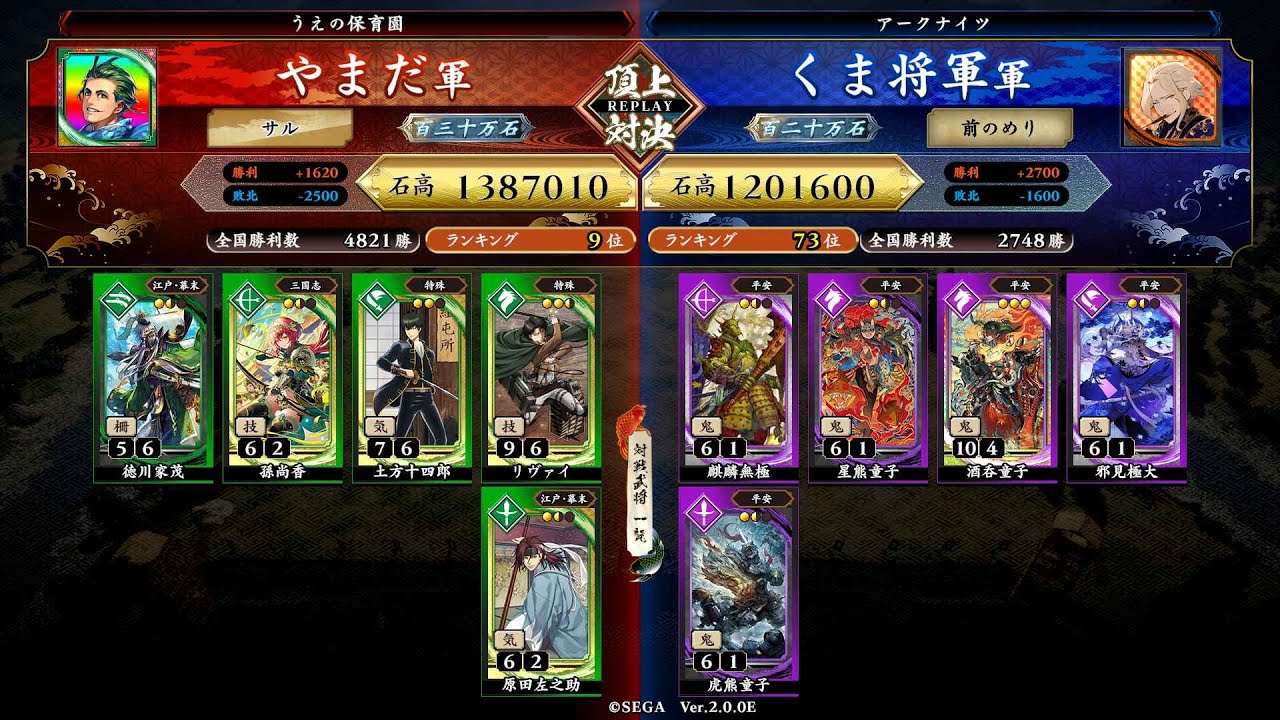 うえの保育園
アークナイツ
やまだ軍
くま将軍軍
頂上
REPLAY
対決
サル
百三十万石
百二十万石
前のめり
勝利 +1620
敗北 -2500
石高 1387010
石高 1201600
勝利 +2700
敗北 -1600
全国勝利数 4821勝
ランキング 9位
ランキング 73位
全国勝利数 2748勝
江戸・幕末
三国志
特殊
特殊
平安
平安
平安
平安
屯所
柵
技
気
技
鬼
鬼
鬼
鬼
5 6
6 2
7 6
9 6
6 1
6 1
10 4
6 1
徳川家茂
孫尚香
土方十四郎
リヴァイ
麒麟無極
星熊童子
酒呑童子
邪見極大
対戦武将一覧
江戸・幕末
平安
気
鬼
6 2
6 1
原田左之助
虎熊童子
©SEGA Ver.2.0.0E